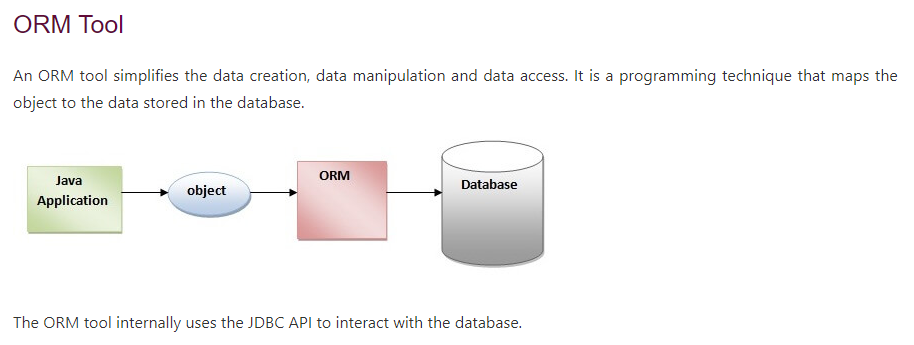 ORM Tool
An ORM tool simplifies the data creation, data manipulation and data access. It is a programming technique that maps the
object to the data stored in the database.
Java
Application
object
ORM
Database
The ORM tool internally uses the JDBC API to interact with the database.